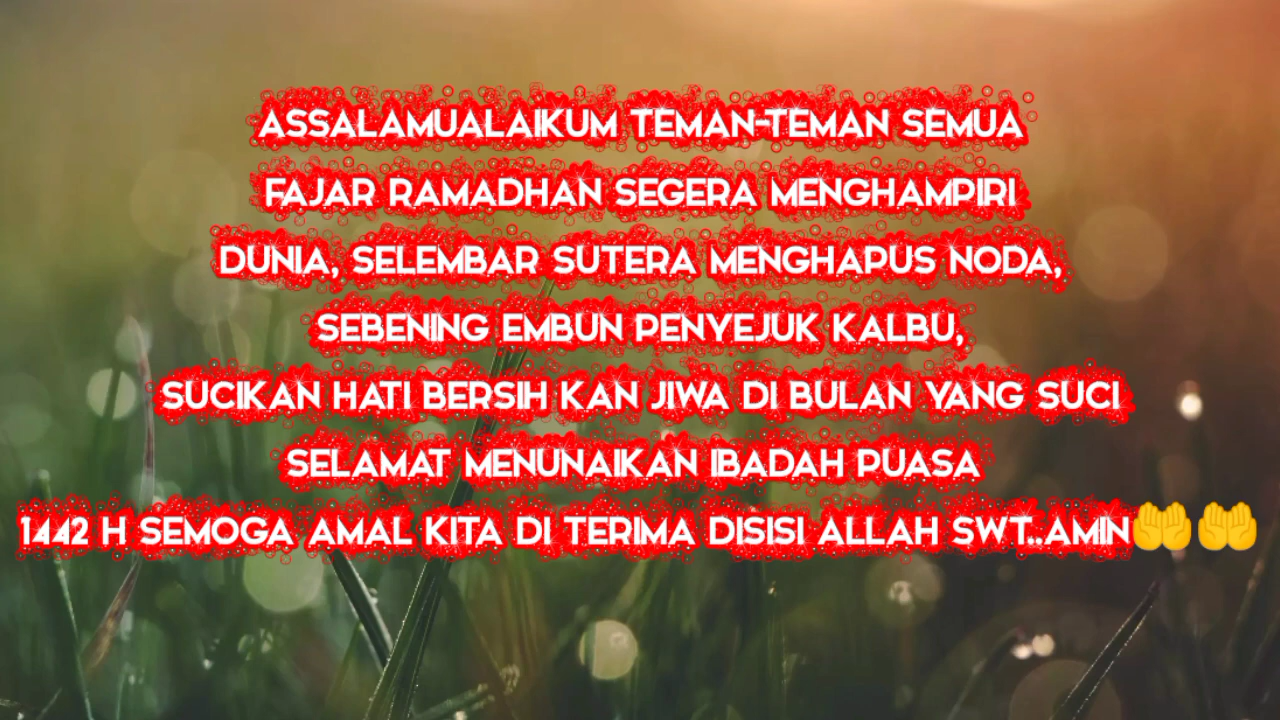 ASSALAMUALAIKUM TEMAN-TEMAN SEMUA
FAJAR RAMADHAN SEGERA MENGHAMPIRI
DUNIA, SELEMBAR SUTERA MENGHAPUS NODA,
SEBENING EMBUN PENYEJUK KALBU,
SUCIKAN HATI BERSIH KAN JIWA DI BULAN YANG SUCI
SELAMAT MENUNAIKAN IBADAH PUASA
1442 H SEMOGA AMAL KITA DI TERIMA DISISI ALLAH SWT..AMIN🤲🤲